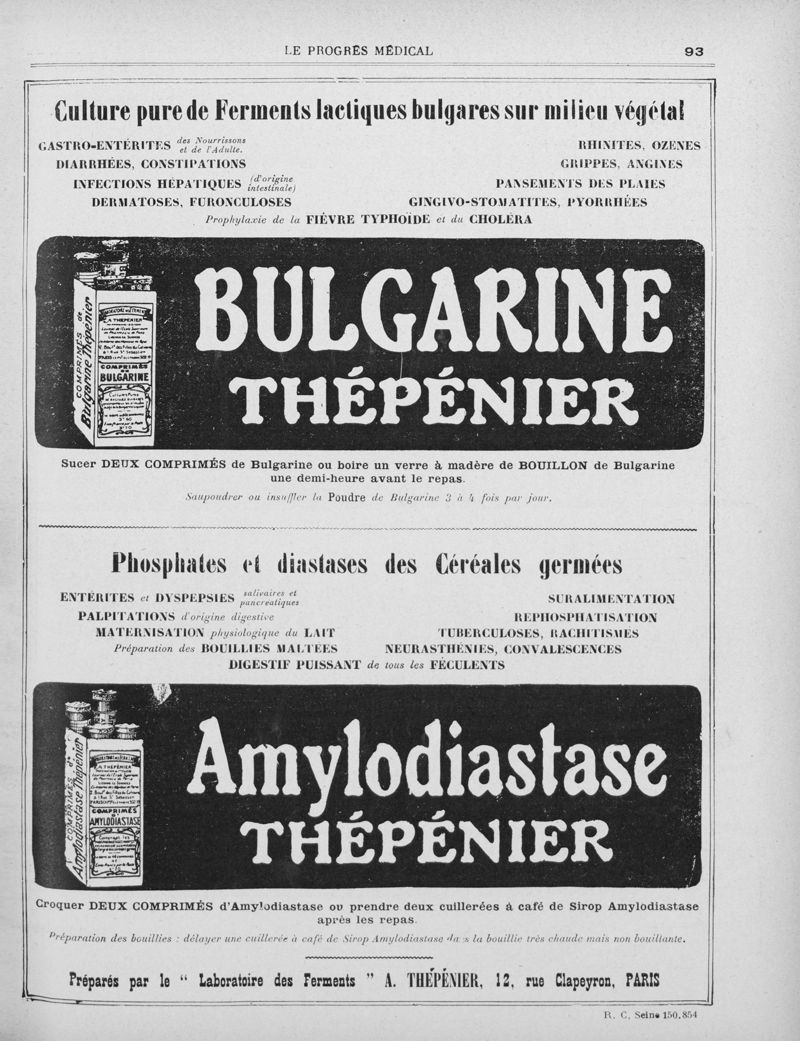 LE PROGRÈS MÉDICAL 93
Culture pure de Ferments lactiques bulgares sur milieu végétal
GASTRO-ENTÉRITES des Nourrissons et de l'Adulte.
RHINITES, OZENES
DIARRHÉES, CONSTIPATIONS
GRIPPES, ANGINES
INFECTIONS HÉPATIQUES (d'origine intestinale)
PANSEMENTS DES PLAIES
DERMATOSES, FURONCULOSES
GINGIVO-STOMATITES, PYORRHÉES
Prophylaxie de la FIÈVRE TYPHOÏDE et du CHOLÉRA
COMPRIMÉS de
Bulgarine Thépénier
A. THÉPÉNIER
COMPRIMÉS
DE
BULGARINE
BULGARINE
THÉPÉNIER
Sucer DEUX COMPRIMÉS de Bulgarine ou boire un verre à madère de BOUILLON de Bulgarine
une demi-heure avant le repas.
Saupoudrer ou insuffler la Poudre de Bulgarine 3 à 4 fois par jour.
Phosphates et diastases des Céréales germées
ENTÉRITES et DYSPEPSIES salivaires et pancréatiques
SURALIMENTATION
PALPITATIONS d'origine digestive
REPHOSPHATISATION
MATERNISATION physiologique du LAIT
TUBERCULOSES, RACHITISMES
Préparation des BOUILLIES MALTÉES
NEURASTHÉNIES, CONVALESCENCES
DIGESTIF PUISSANT de tous les FÉCULENTS
COMPRIMÉS d'
Amylodiastase Thépénier
A. THÉPÉNIER
COMPRIMÉS
D'
AMYLODIASTASE
Amylodiastase
THÉPÉNIER
Croquer DEUX COMPRIMÉS d'Amylodiastase ou prendre deux cuillerées à café de Sirop Amylodiastase
après les repas.
Préparation des bouillies : délayer une cuillerée à café de Sirop Amylodiastase dans la bouillie très chaude mais non bouillante.
Préparés par le " Laboratoire des Ferments " A. THÉPÉNIER, 12, rue Clapeyron, PARIS
R. C. Seine 150.854